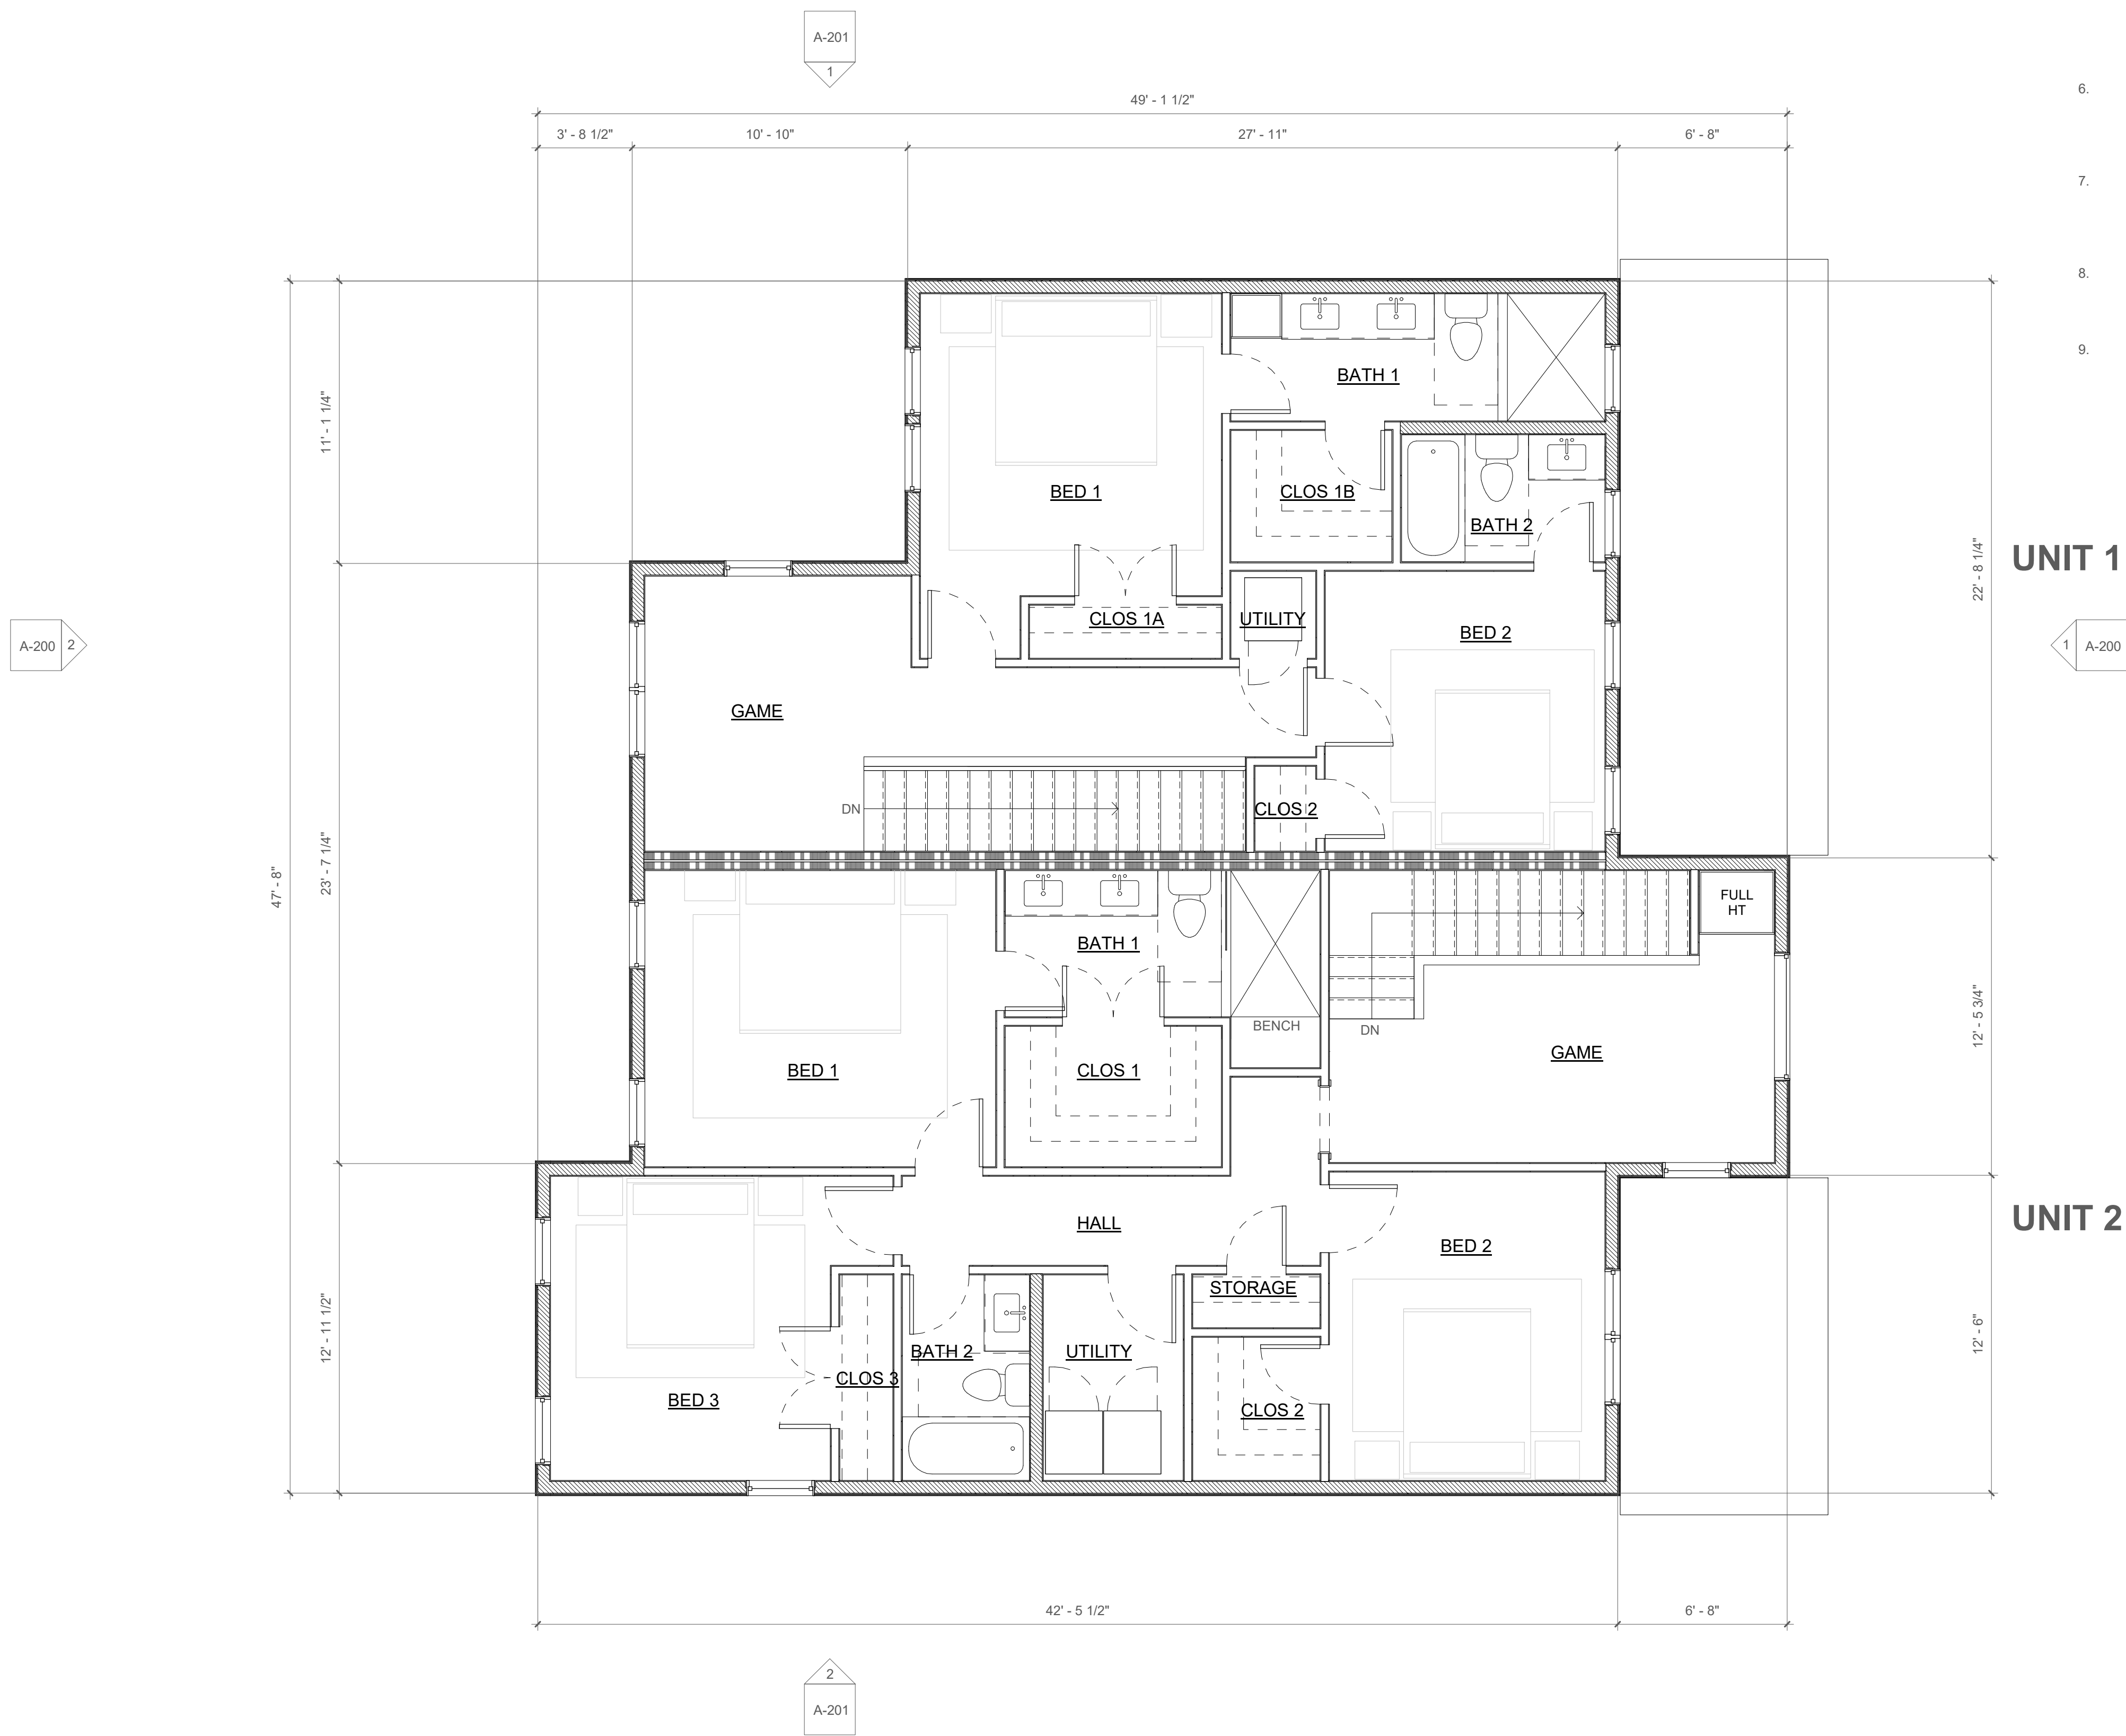 A-201
1
6.
49' - 1 1/2"
3' - 8 1/2"
10' - 10"
27' - 11"
6' - 8"
7.
8.
9.
BATH 1
11' - 1 1/4"
BED 1
CLOS 1B
BATH 2
UNIT 1
22' - 8 1/4"
CLOS 1A
UTILITY
BED 2
A-200
2
1
A-200
GAME
DN
CLOS 2
47' - 8"
23' - 7 1/4"
FULL
HT
BATH 1
BENCH
DN
12' - 5 3/4"
GAME
BED 1
CLOS 1
HALL
UNIT 2
BED 2
STORAGE
12' - 11 1/2"
12' - 6"
BATH 2
UTILITY
CLOS 3
BED 3
CLOS 2
42' - 5 1/2"
6' - 8"
2
A-201